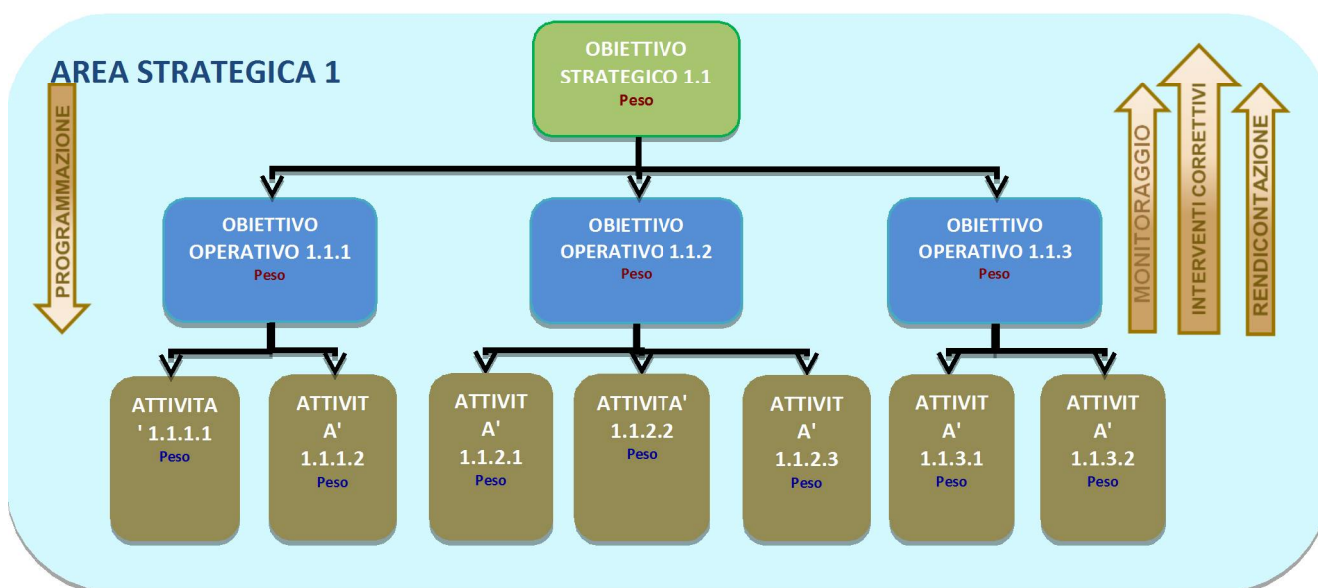 AREA STRATEGICA 1
PROGRAMMAZIONE
OBIETTIVO
STRATEGICO 1.1
Peso
MONITORAGGIO
INTERVENTI CORRETTIVI
RENDICONTAZIONE
OBIETTIVO
OPERATIVO 1.1.1
Peso
OBIETTIVO
OPERATIVO 1.1.2
Peso
OBIETTIVO
OPERATIVO 1.1.3
Peso
ATTIVITA
' 1.1.1.1
Peso
ATTIVIT
A'
1.1.1.2
Peso
ATTIVIT
A'
1.1.2.1
Peso
ATTIVITA'
1.1.2.2
Peso
ATTIVIT
A'
1.1.2.3
Peso
ATTIVIT
A'
1.1.3.1
Peso
ATTIVIT
A'
1.1.3.2
Peso